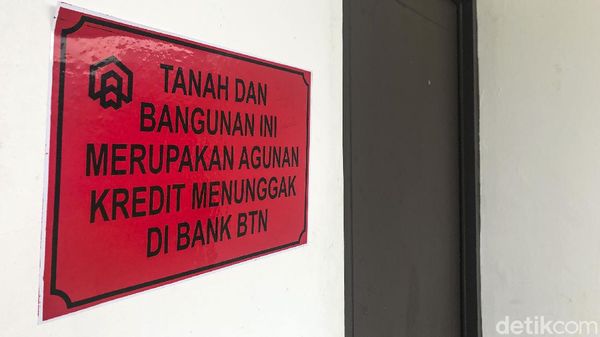 TANAH DAN
BANGUNAN INI
MERUPAKAN AGUNAN
KREDIT MENUNGGAK
DI BANK BTN
detikcom